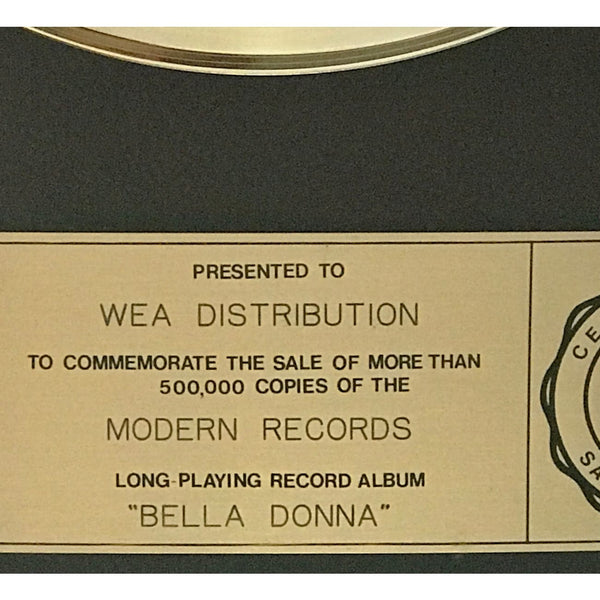 PRESENTED TO
WEA DISTRIBUTION
TO COMMEMORATE THE SALE OF MORE THAN
500,000 COPIES OF THE
MODERN RECORDS
LONG-PLAYING RECORD ALBUM
"BELLA DONNA"